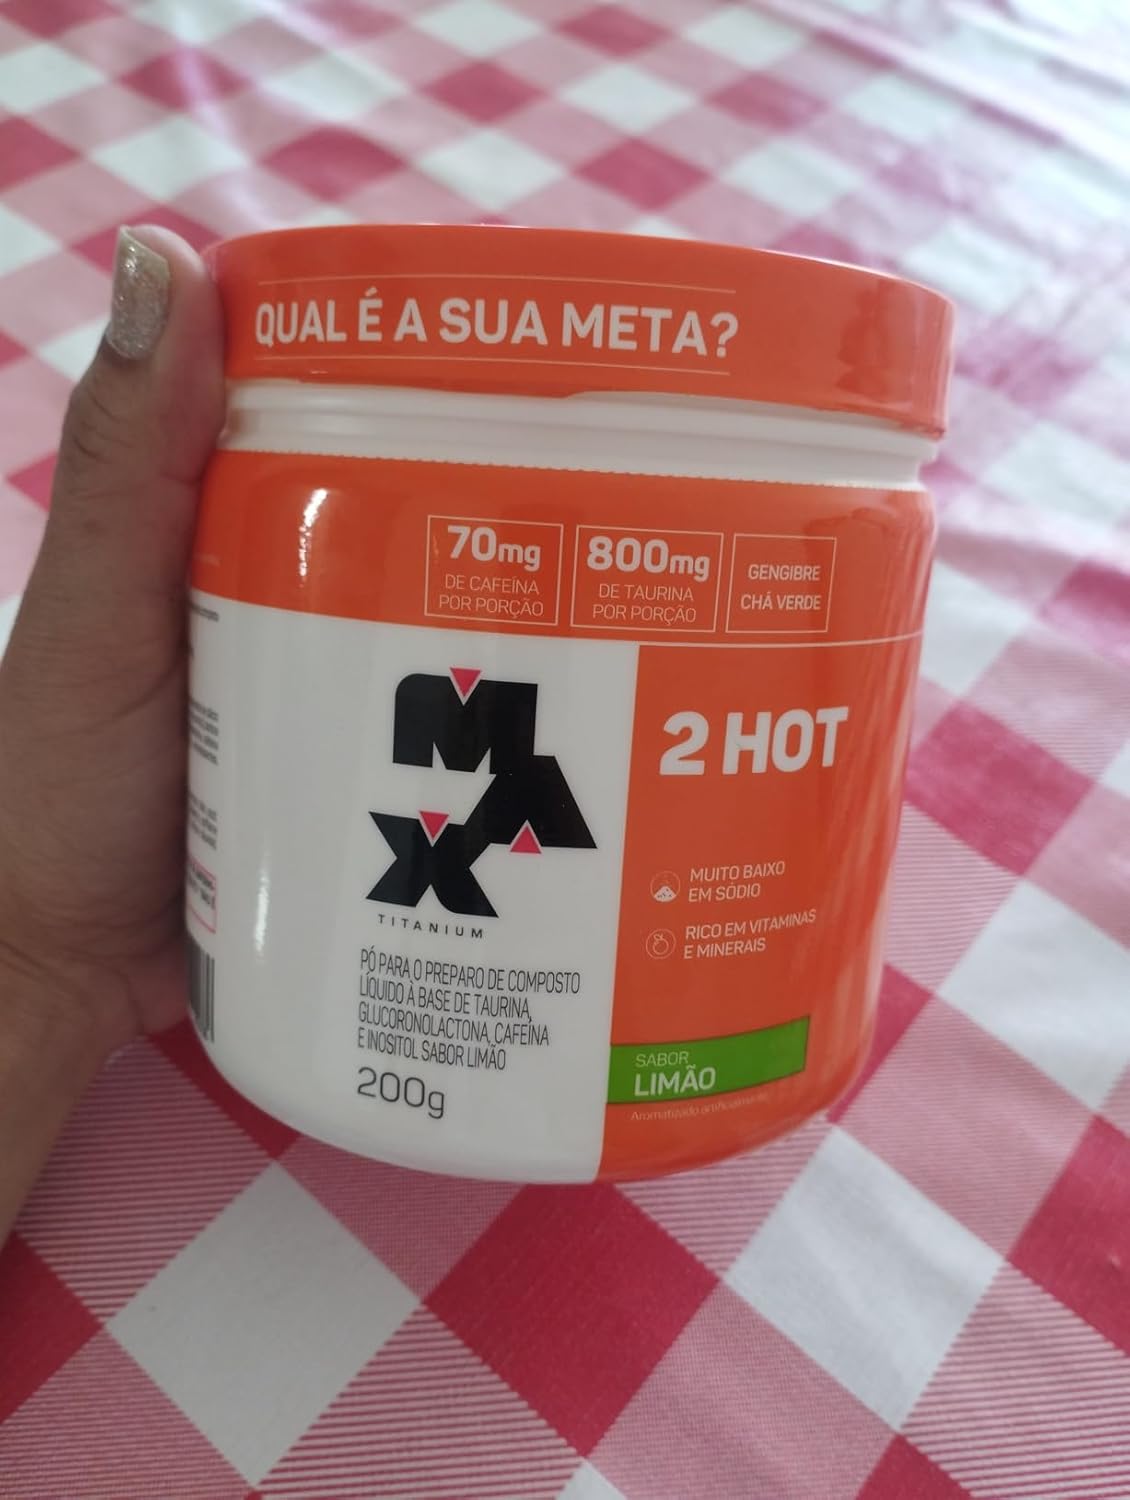 QUAL É A SUA META?
70mg
DE CAFEÍNA
POR PORÇÃO
800mg
DE TAURINA
POR PORÇÃO
GENGIBRE
CHÁ VERDE
MAX
TITANIUM
PÓ PARA O PREPARO DE COMPOSTO
LÍQUIDO À BASE DE TAURINA,
GLUCORONOLACTONA, CAFEÍNA
E INOSITOL SABOR LIMÃO
200g
2 HOT
MUITO BAIXO
EM SÓDIO
RICO EM VITAMINAS
E MINERAIS
SABOR
LIMÃO
Aromatizado artificialmente